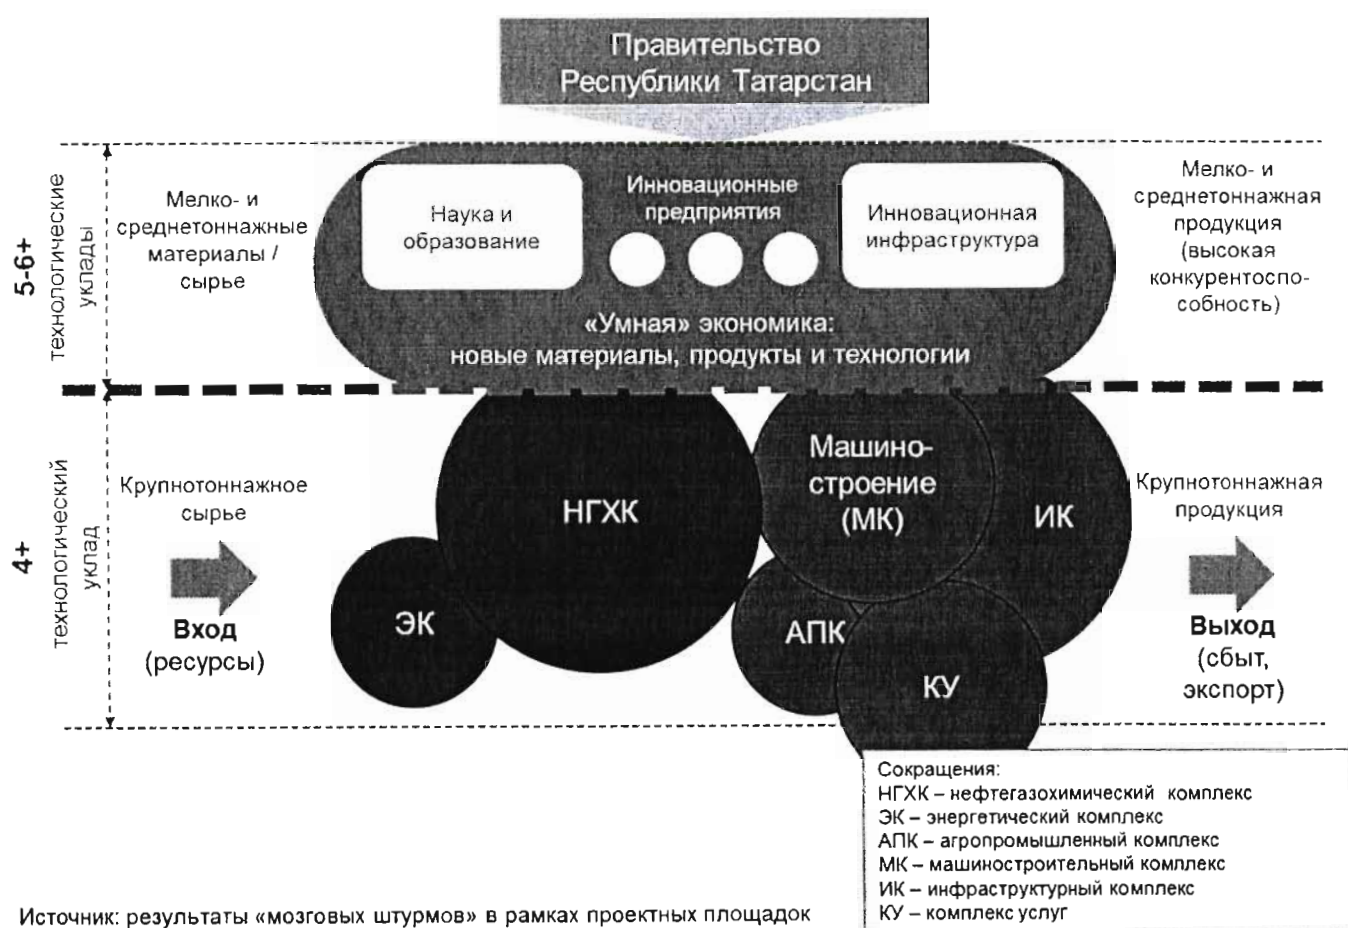 Правительство
Республики Татарстан
5-6+
технологические
уклады
Мелко- и
среднетоннажные
материалы /
сырье
Наука и
образование
Инновационные
предприятия
Инновационная
инфраструктура
«Умная» экономика:
новые материалы, продукты и технологии
Мелко- и
среднетоннажная
продукция
(высокая
конкурентоспо-
собность)
4+
технологический
уклад
Крупнотоннажное
сырье
Вход
(ресурсы)
ЭК
НГХК
Машино-
строение
(МК)
ИК
АПК
КУ
Крупнотоннажная
продукция
Выход
(сбыт,
экспорт)
Сокращения:
НГХК – нефтегазохимический комплекс
ЭК – энергетический комплекс
АПК – агропромышленный комплекс
МК – машиностроительный комплекс
ИК – инфраструктурный комплекс
КУ – комплекс услуг
Источник: результаты «мозговых штурмов» в рамках проектных площадок